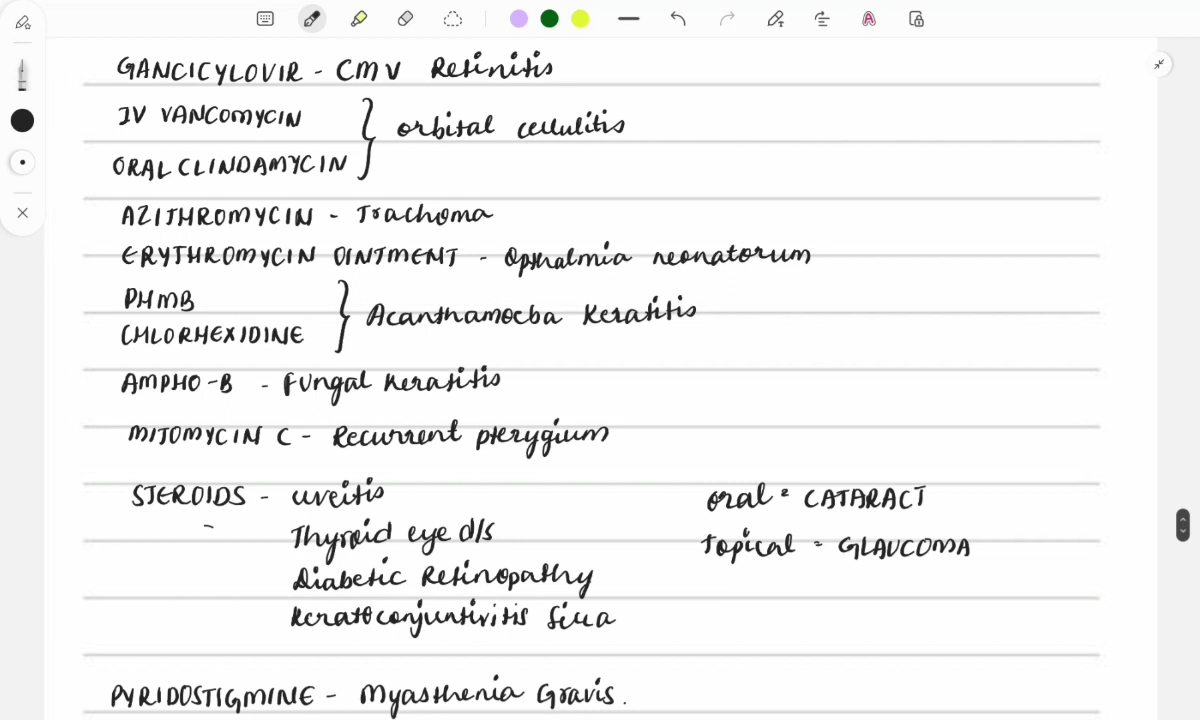 GANCICYLOVIR - CMV Retinitis
IV VANCOMYCIN
ORAL CLINDAMYCIN } orbital cellulitis
AZITHROMYCIN - Trachoma
ERYTHROMYCIN OINTMENT - Opthalmia neonatorum
PHMB
CHLORHEXIDINE } Acanthamoeba Keratitis
AMPHO-B - Fungal Keratitis
MITOMYCIN C - Recurrent pterygium
STEROIDS - uveitis
Thyroid eye d/s
Diabetic Retinopathy
Keratoconjuntivitis Sicca
oral = CATARACT
Topical = GLAUCOMA
PYRIDOSTIGMINE - Myasthenia Gravis.